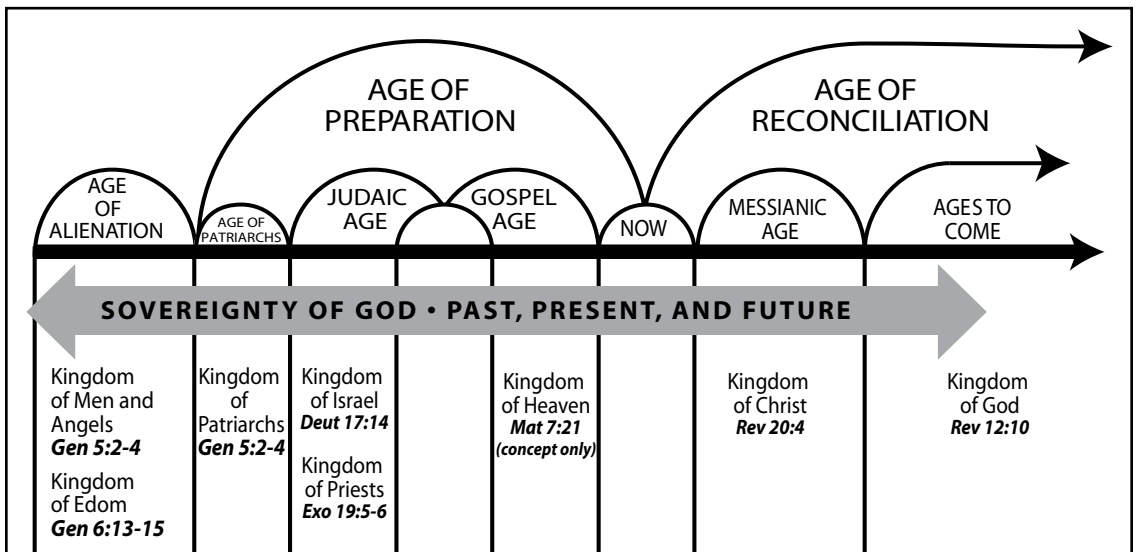 AGE OF
PREPARATION
AGE OF
RECONCILIATION
AGE
OF
ALIENATION
AGE OF
PATRIARCHS
JUDAIC
AGE
GOSPEL
AGE
NOW
MESSIANIC
AGE
AGES TO
COME
SOVEREIGNTY OF GOD • PAST, PRESENT, AND FUTURE
Kingdom
of Men and
Angels
Gen 5:2-4
Kingdom
of Edom
Gen 6:13-15
Kingdom
of
Patriarchs
Gen 5:2-4
Kingdom
of Israel
Deut 17:14
Kingdom
of Priests
Exo 19:5-6
Kingdom
of Heaven
Mat 7:21
(concept only)
Kingdom
of Christ
Rev 20:4
Kingdom
of God
Rev 12:10